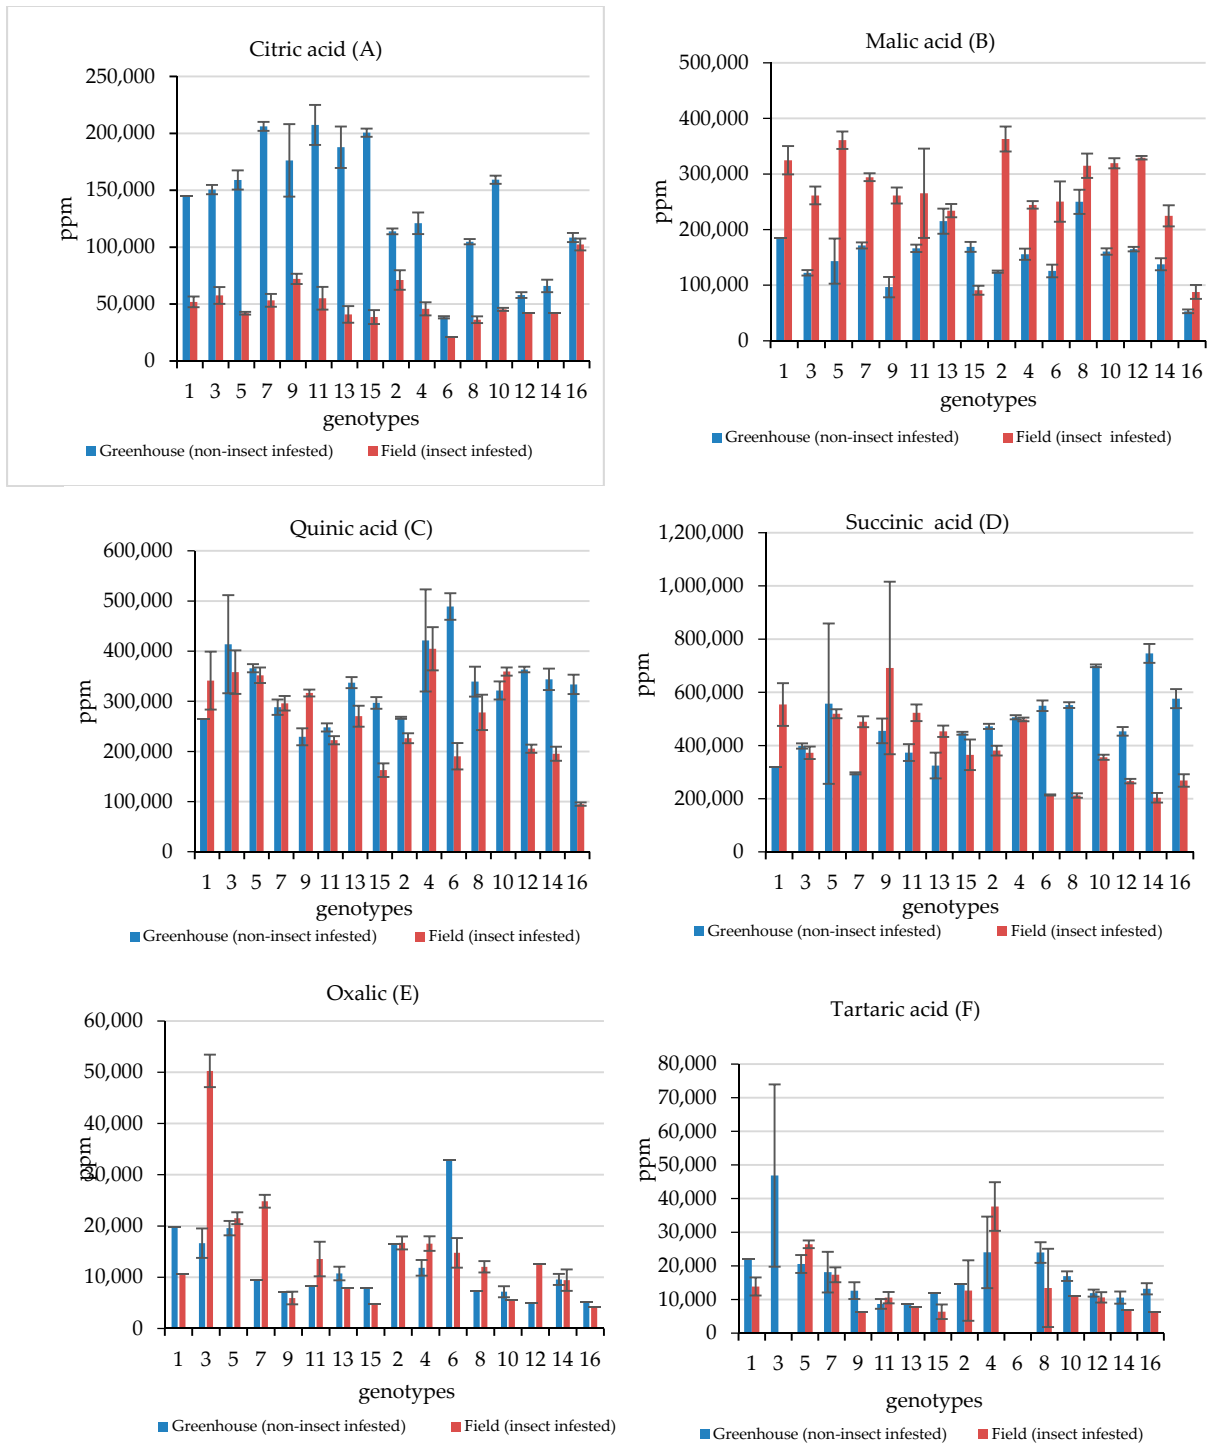 Citric acid (A)
250,000
200,000
150,000
100,000
50,000
0
ppm
1 3 5 7 9 11 13 15 2 4 6 8 10 12 14 16
genotypes
Greenhouse (non-insect infested) Field (insect infested)
Malic acid (B)
500,000
400,000
300,000
200,000
100,000
0
ppm
1 3 5 7 9 11 13 15 2 4 6 8 10 12 14 16
genotypes
Greenhouse (non-insect infested) Field (insect infested)
Quinic acid (C)
600,000
500,000
400,000
300,000
200,000
100,000
0
ppm
1 3 5 7 9 11 13 15 2 4 6 8 10 12 14 16
genotypes
Greenhouse (non-insect infested) Field (insect infested)
Succinic acid (D)
1,200,000
1,000,000
800,000
600,000
400,000
200,000
0
ppm
1 3 5 7 9 11 13 15 2 4 6 8 10 12 14 16
genotypes
Greenhouse (non-insect infested) Field (insect infested)
Oxalic (E)
60,000
50,000
40,000
30,000
20,000
10,000
0
ppm
1 3 5 7 9 11 13 15 2 4 6 8 10 12 14 16
genotypes
Greenhouse (non-insect infested) Field (insect infested)
Tartaric acid (F)
80,000
70,000
60,000
50,000
40,000
30,000
20,000
10,000
0
ppm
1 3 5 7 9 11 13 15 2 4 6 8 10 12 14 16
genotypes
Greenhouse (non-insect infested) Field (insect infested)